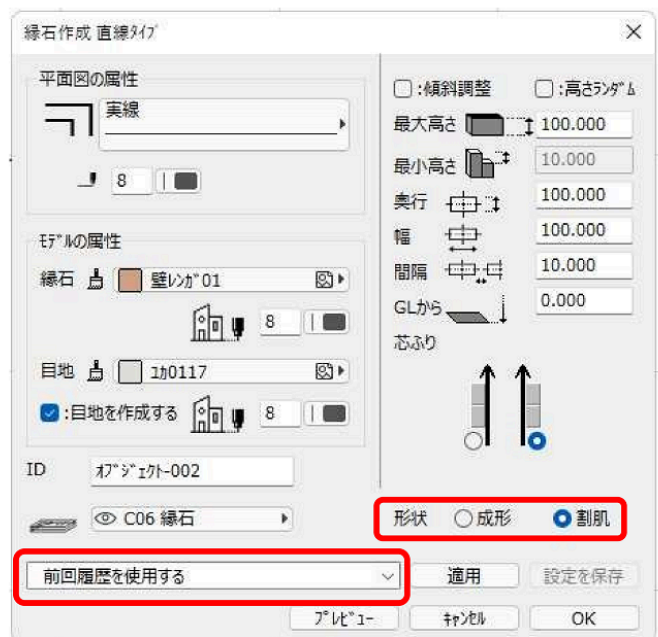 縁石作成 直線ﾀｲﾌﾟ
平面図の属性
実線
8
ﾓﾃﾞﾙの属性
縁石 壁ﾚﾝｶﾞ01
8
目地 ﾕｶ0117
:目地を作成する 8
ID ｵﾌﾞｼﾞｪｸﾄ-002
C06 縁石
前回履歴を使用する
:傾斜調整 :高さﾗﾝﾀﾞﾑ
最大高さ 100.000
最小高さ 10.000
奥行 100.000
幅 100.000
間隔 10.000
GLから 0.000
芯ふり
形状 成形 割肌
適用 設定を保存
ﾌﾟﾚﾋﾞｭｰ ｷｬﾝｾﾙ OK